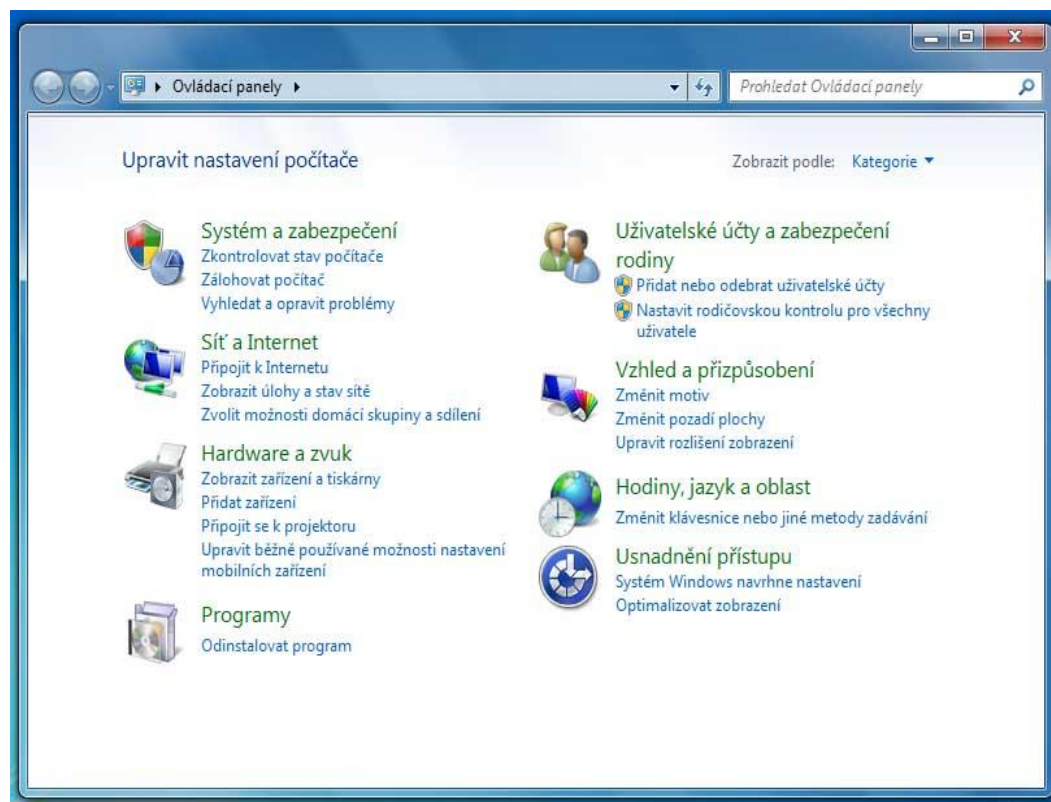 Ovládací panely
Prohledat Ovládací panely
Upravit nastavení počítače
Zobrazit podle: Kategorie
Systém a zabezpečení
Zkontrolovat stav počítače
Zálohovat počítač
Vyhledat a opravit problémy
Síť a Internet
Připojit k Internetu
Zobrazit úlohy a stav sítě
Zvolit možnosti domácí skupiny a sdílení
Hardware a zvuk
Zobrazit zařízení a tiskárny
Přidat zařízení
Připojit se k projektoru
Upravit běžně používané možnosti nastavení
mobilních zařízení
Programy
Odinstalovat program
Uživatelské účty a zabezpečení
rodiny
Přidat nebo odebrat uživatelské účty
Nastavit rodičovskou kontrolu pro všechny
uživatele
Vzhled a přizpůsobení
Změnit motiv
Změnit pozadí plochy
Upravit rozlišení zobrazení
Hodiny, jazyk a oblast
Změnit klávesnice nebo jiné metody zadávání
Usnadnění přístupu
Systém Windows navrhne nastavení
Optimalizovat zobrazení